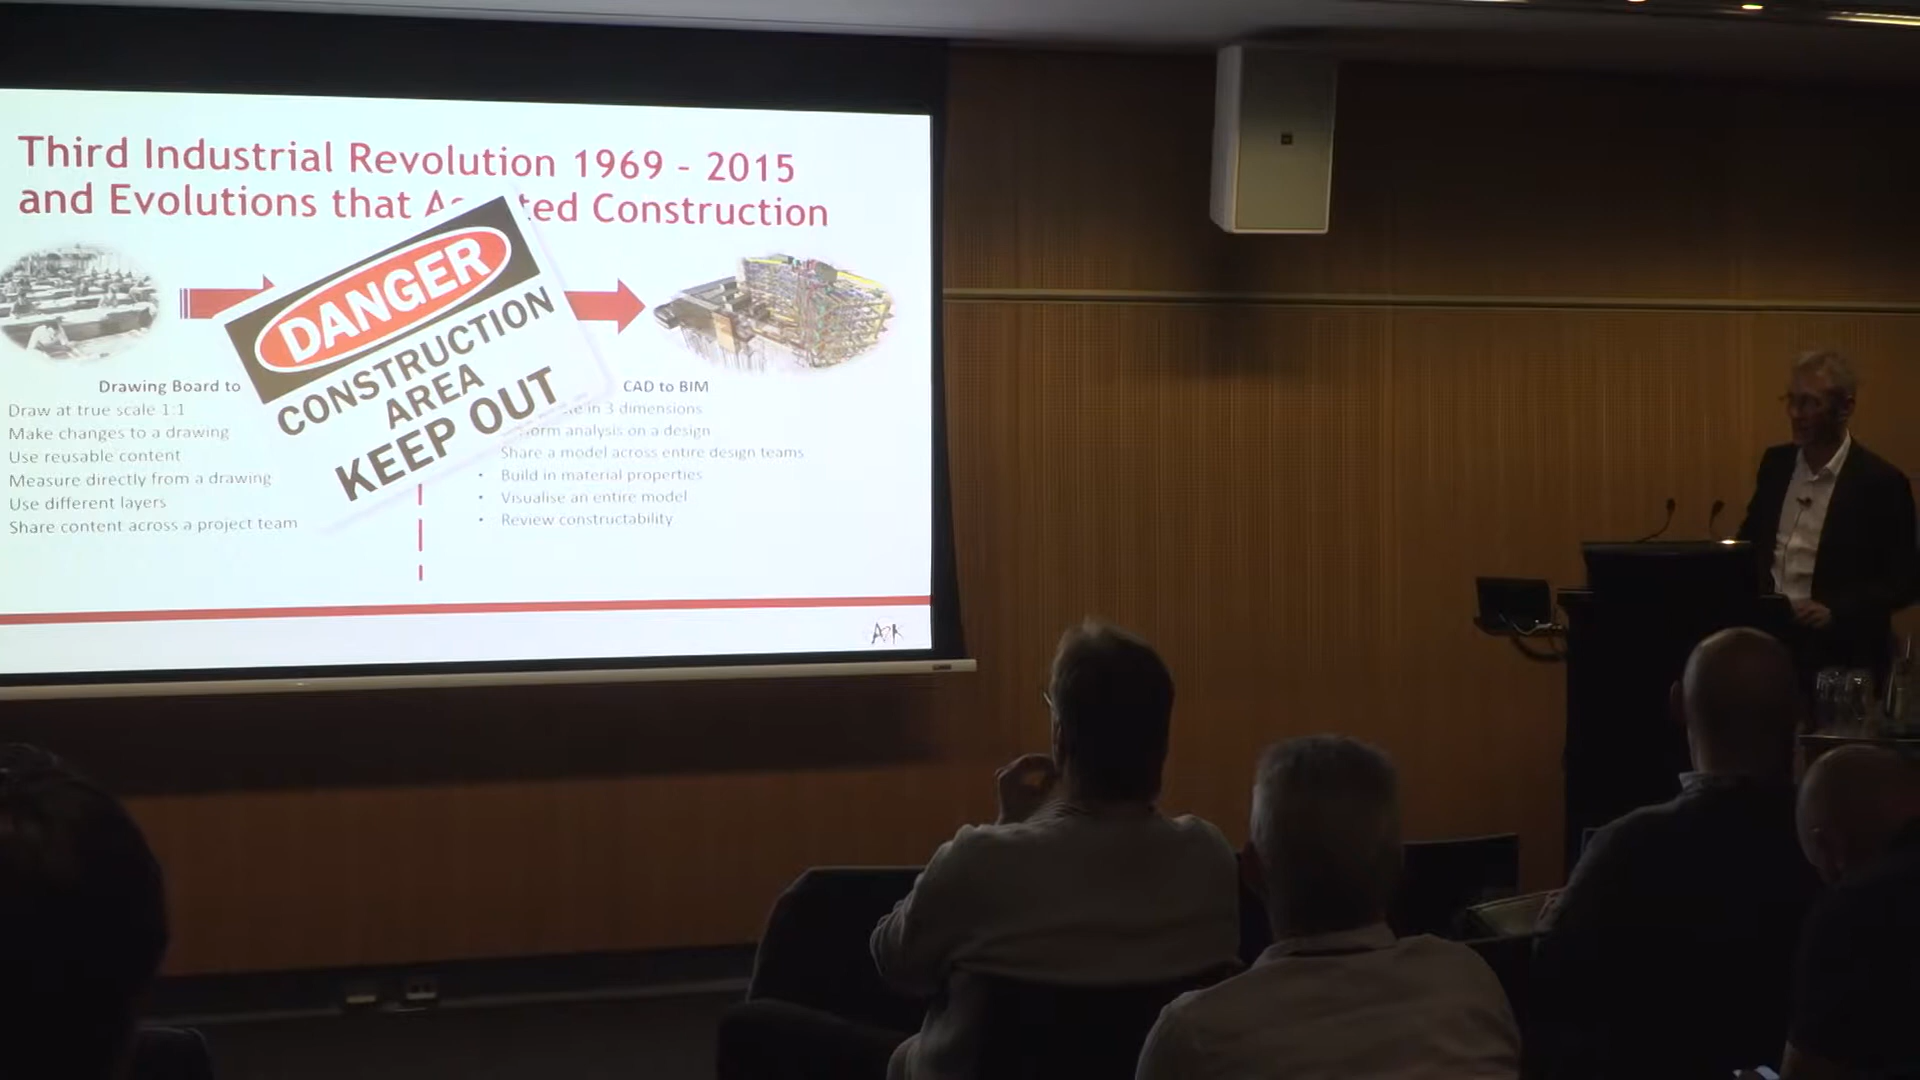 Third Industrial Revolution 1969 - 2015
and Evolutions that A ted Construction
DANGER
CONSTRUCTION
AREA
KEEP OUT
Drawing Board to
Draw at true scale 1:1
Make changes to a drawing
Use reusable content
Measure directly from a drawing
Use different layers
Share content across a project team
CAD to BIM
in 3 dimensions
analysis on a design
Share a model across entire design teams
• Build in material properties
• Visualise an entire model
• Review constructability
A2K